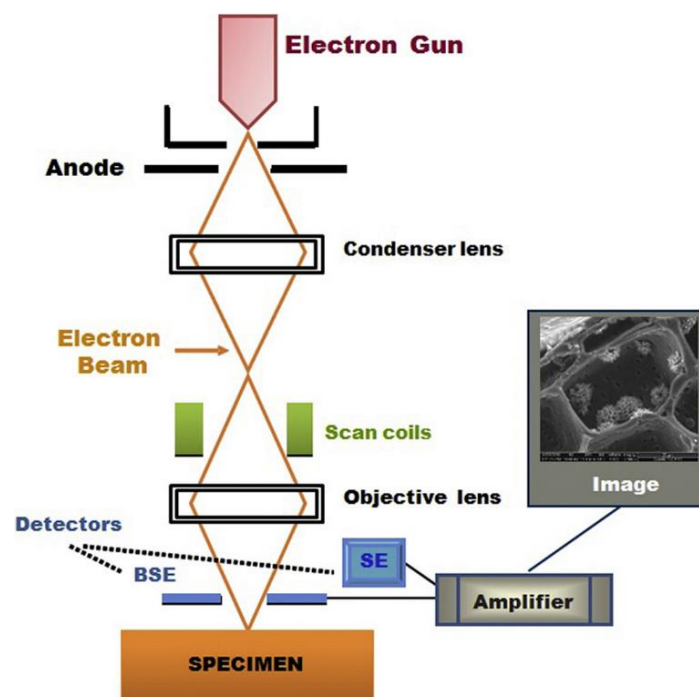 Electron Gun
Anode
Condenser lens
Electron
Beam
Scan coils
Image
Objective lens
Detectors
BSE
SE
Amplifier
SPECIMEN